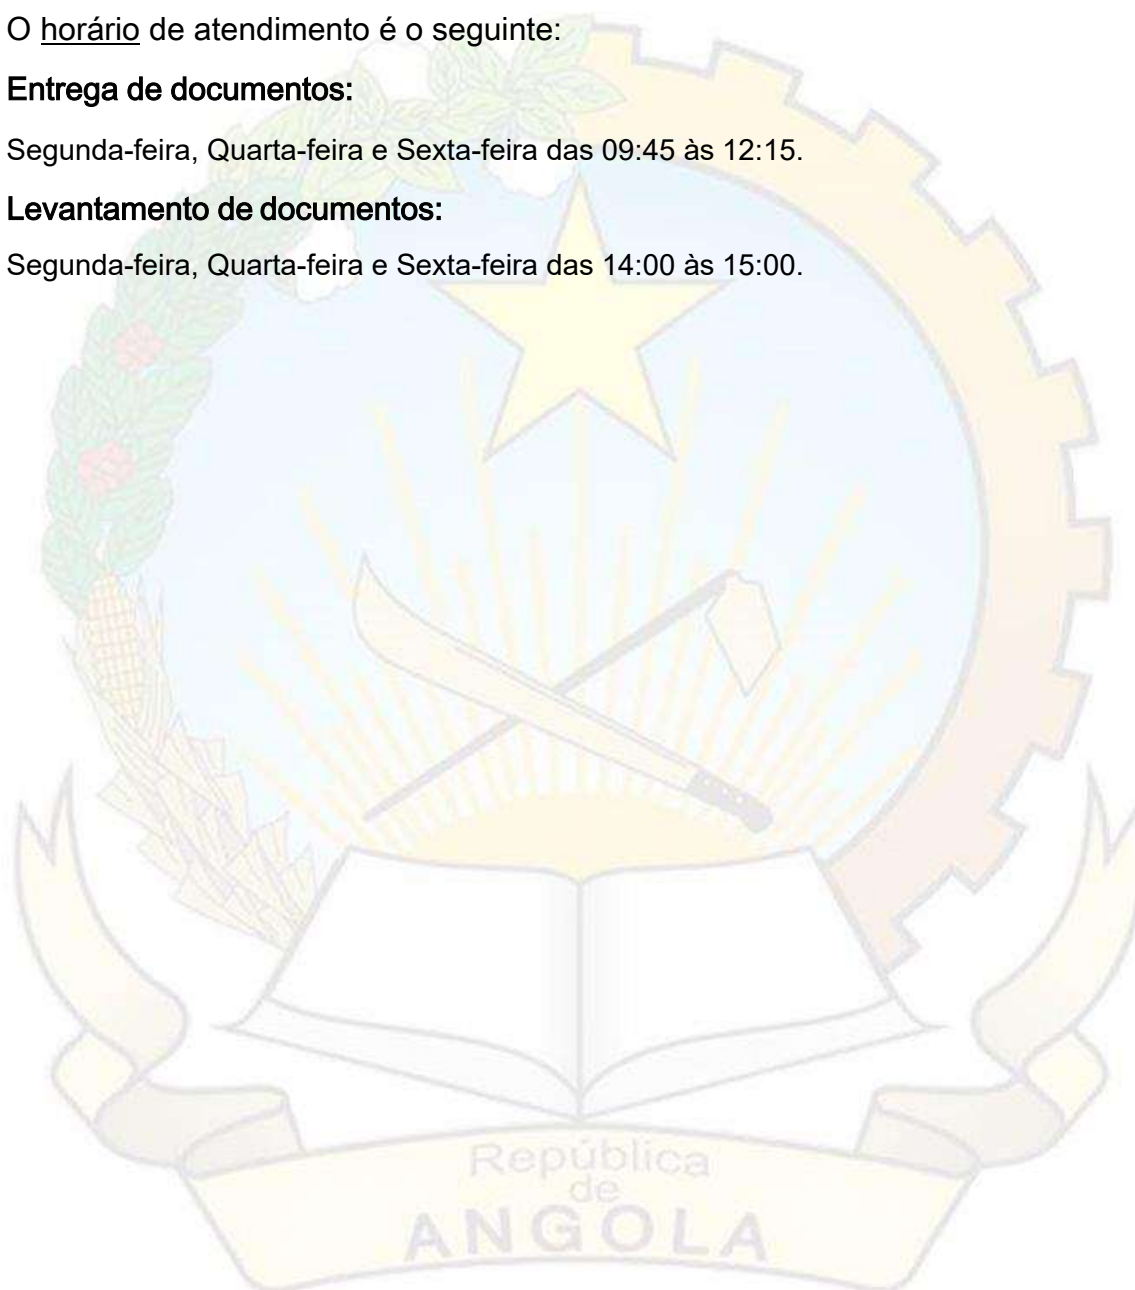 O horário de atendimento é o seguinte:
Entrega de documentos:
Segunda-feira, Quarta-feira e Sexta-feira das 09:45 às 12:15.
Levantamento de documentos:
Segunda-feira, Quarta-feira e Sexta-feira das 14:00 às 15:00.
República
de
ANGOLA